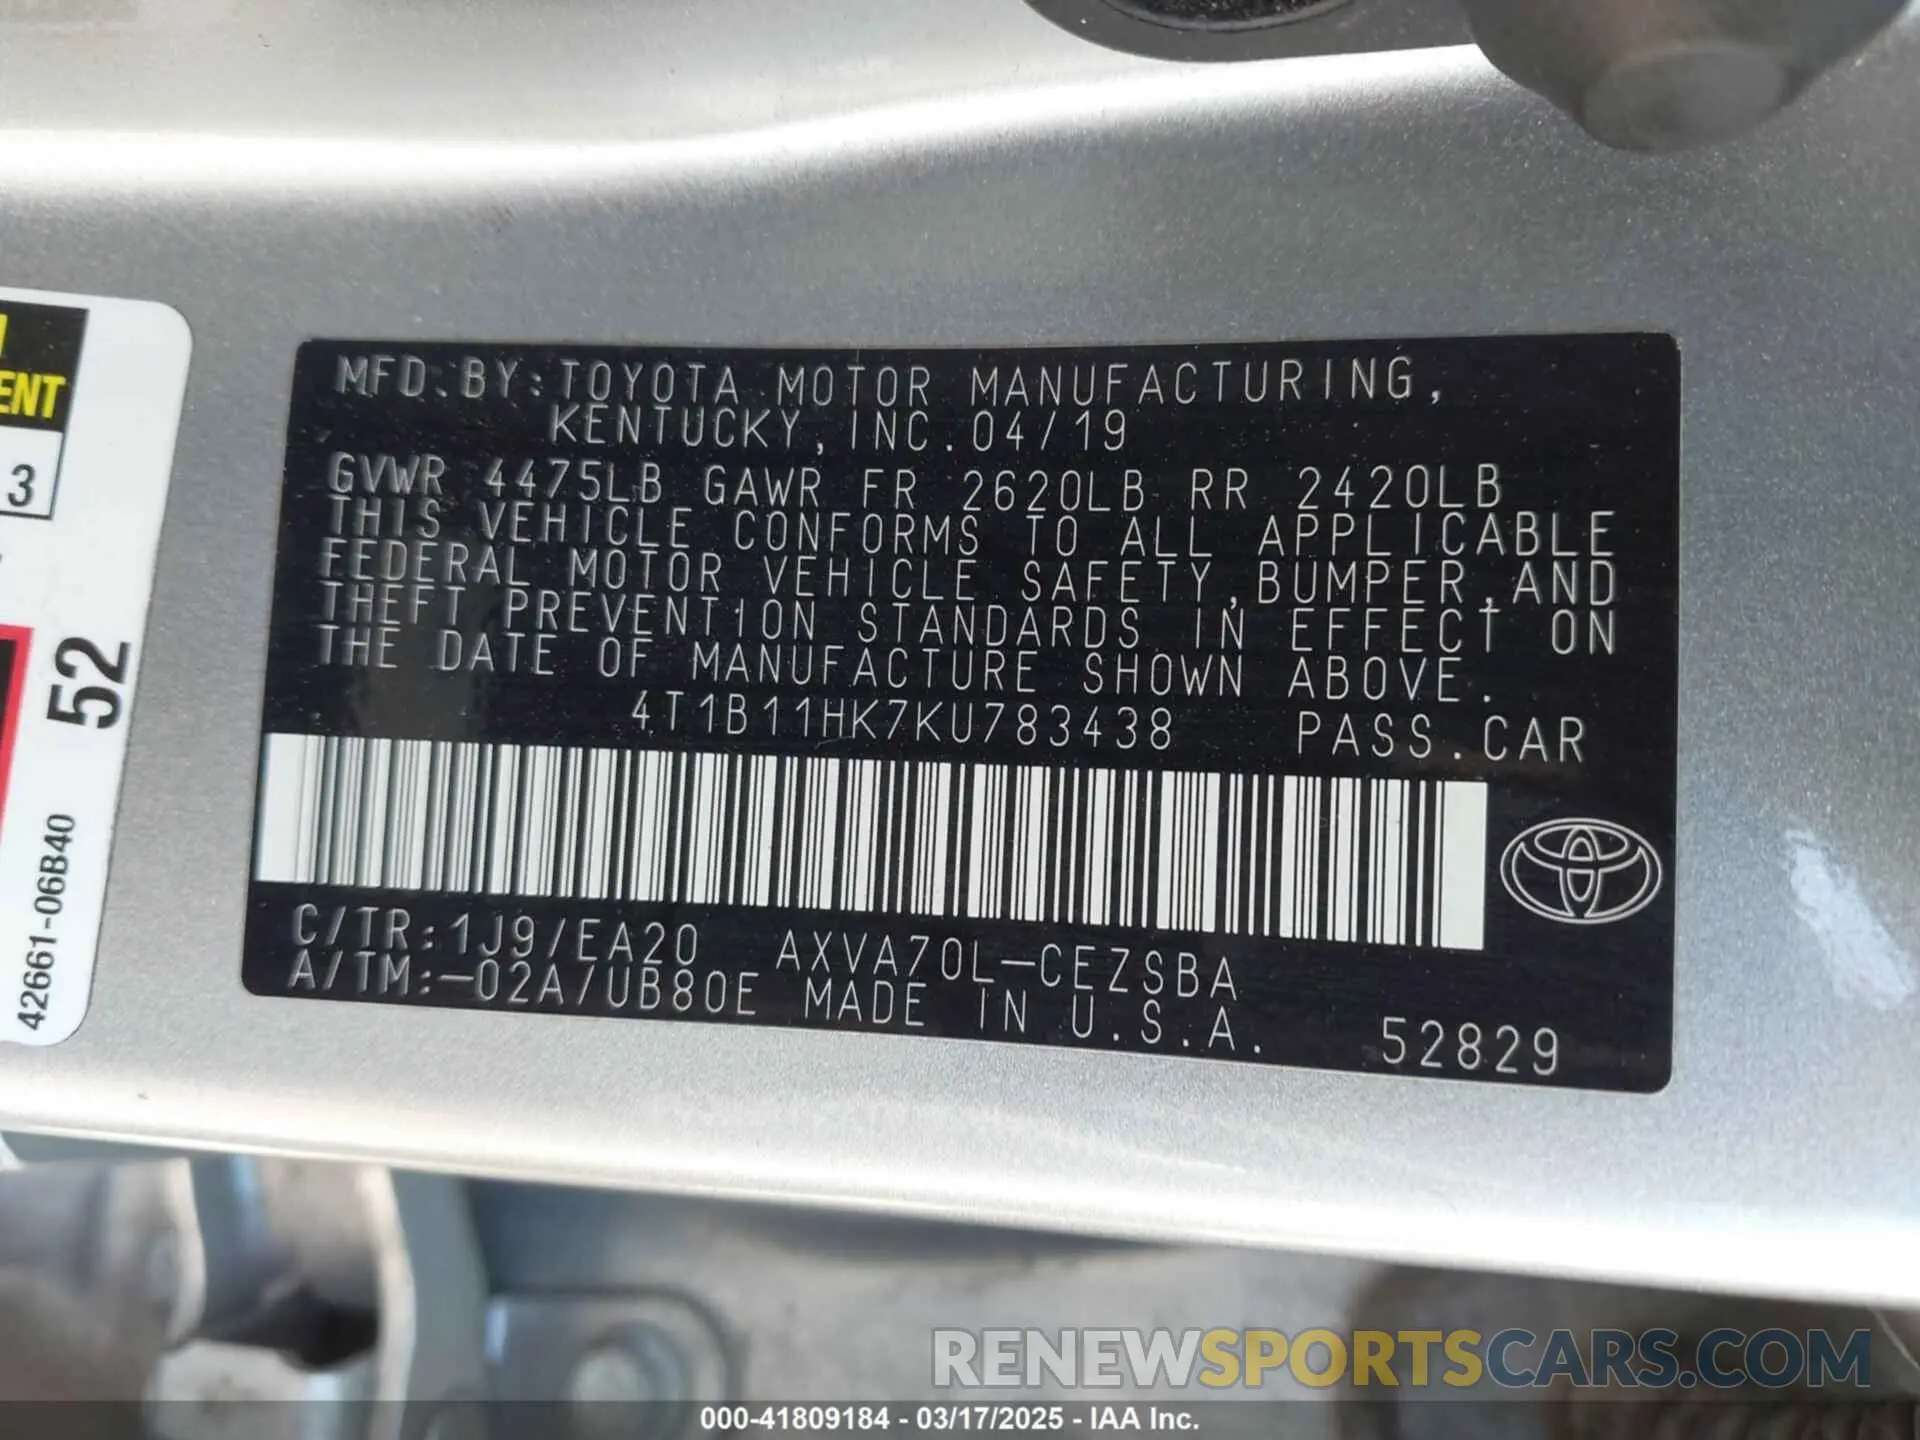 MFD.BY:TOYOTA MOTOR MANUFACTURING,
KENTUCKY, INC.04/19
GVWR 4475LB GAWR FR 2620LB RR 2420LB
THIS VEHICLE CONFORMS TO ALL APPLICABLE
FEDERAL MOTOR VEHICLE SAFETY,BUMPER,AND
THEFT PREVENTION STANDARDS IN EFFECT ON
THE DATE OF MANUFACTURE SHOWN ABOVE.
4T1B11HK7KU783438 PASS.CAR
C/TR:1J9/EA20 AXVA70L-CEZSBA
A/TM:-02A/UB80E MADE IN U.S.A. 52829
ENT
3
52
42661-06B40
RENEWSPORTSCARS.COM
000-41809184 - 03/17/2025 - IAA Inc.